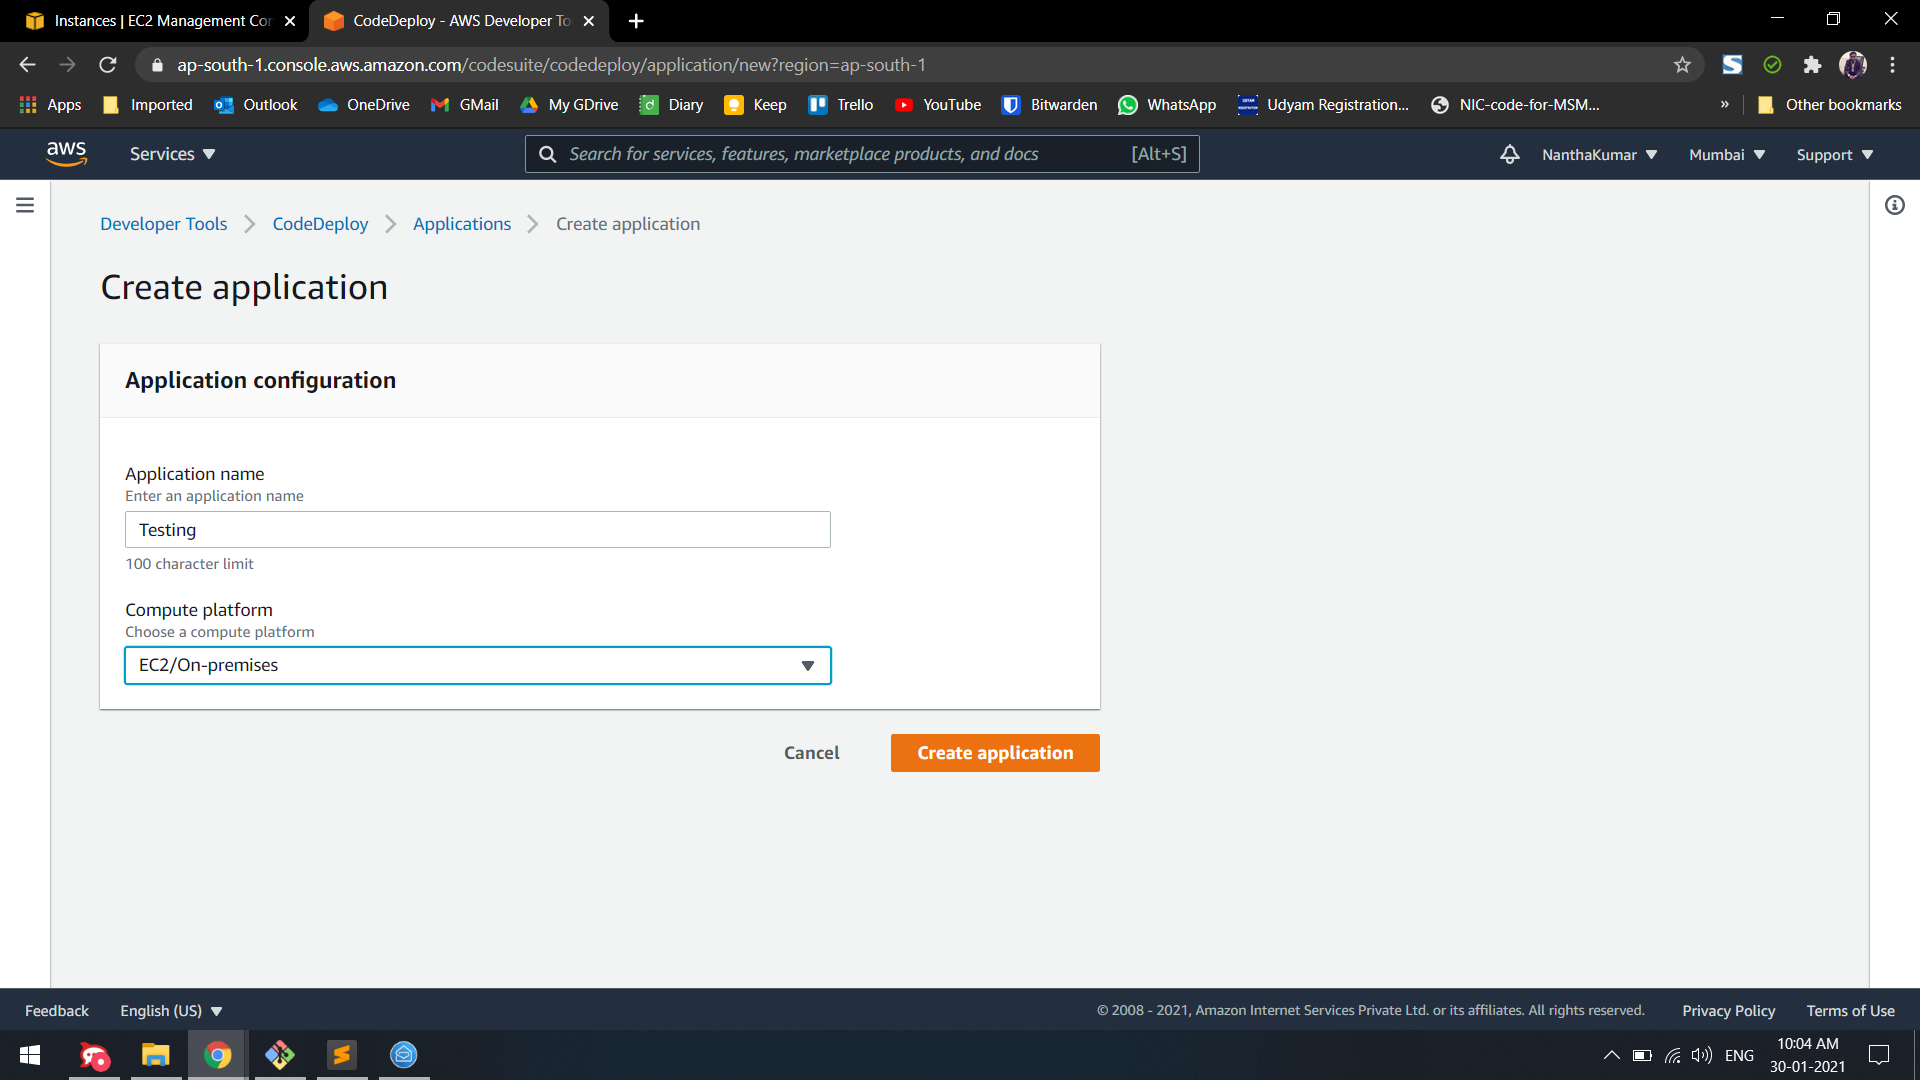 Instances | EC2 Management Con
CodeDeploy - AWS Developer To
ap-south-1.console.aws.amazon.com/codesuite/codedeploy/application/new?region=ap-south-1
Apps Imported Outlook OneDrive GMail My GDrive Diary Keep Trello YouTube Bitwarden WhatsApp Udyam Registration... NIC-code-for-MSM... » Other bookmarks
aws Services Search for services, features, marketplace products, and docs [Alt+S] NanthaKumar Mumbai Support
Developer Tools CodeDeploy Applications Create application
Create application
Application configuration
Application name
Enter an application name
Testing
100 character limit
Compute platform
Choose a compute platform
EC2/On-premises
Cancel Create application
Feedback English (US) © 2008 - 2021, Amazon Internet Services Private Ltd. or its affiliates. All rights reserved. Privacy Policy Terms of Use
ENG 10:04 AM
30-01-2021